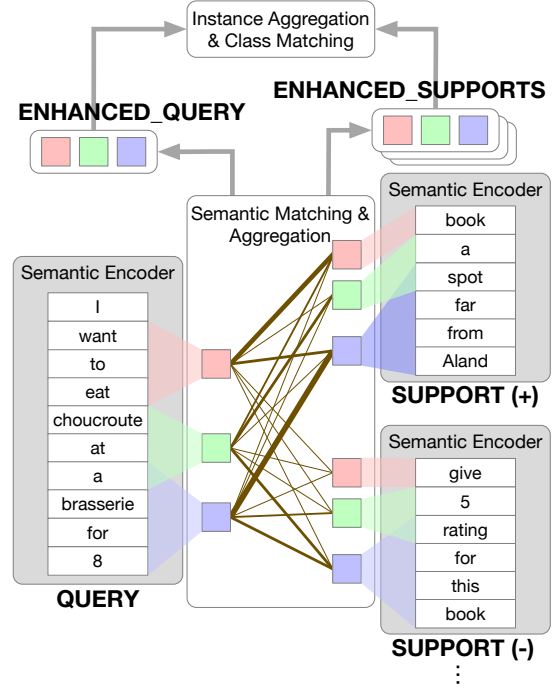 Instance Aggregation
& Class Matching
ENHANCED_QUERY
ENHANCED_SUPPORTS
Semantic Matching &
Aggregation
Semantic Encoder
I
want
to
eat
choucroute
at
a
brasserie
for
8
QUERY
Semantic Encoder
book
a
spot
far
from
Aland
SUPPORT (+)
Semantic Encoder
give
5
rating
for
this
book
SUPPORT (-)
⋮